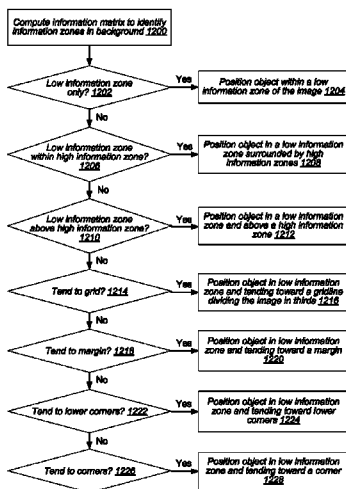 Compute information matrix to identify
information zones in background 1200
Low information zone
only? 1202
Yes
Position object within a low
information zone of the image 1204
No
Low information zone
within high information zone?
1206
Yes
Position object in a low information
zone surrounded by high
information zones 1208
No
Low information zone
above high information zone?
1210
Yes
Position object in a low information
zone and above a high information
zone 1212
No
Tend to grid? 1214
Yes
Position object in low information
zone and tending toward a gridline
dividing the image in thirds 1216
No
Tend to margin? 1218
Yes
Position object in low information
zone and tending toward a margin
1220
No
Tend to lower corners? 1222
Yes
Position object in low information
zone and tending toward lower
corners 1224
No
Tend to corners? 1226
Yes
Position object in low information
zone and tending toward a corner
1228